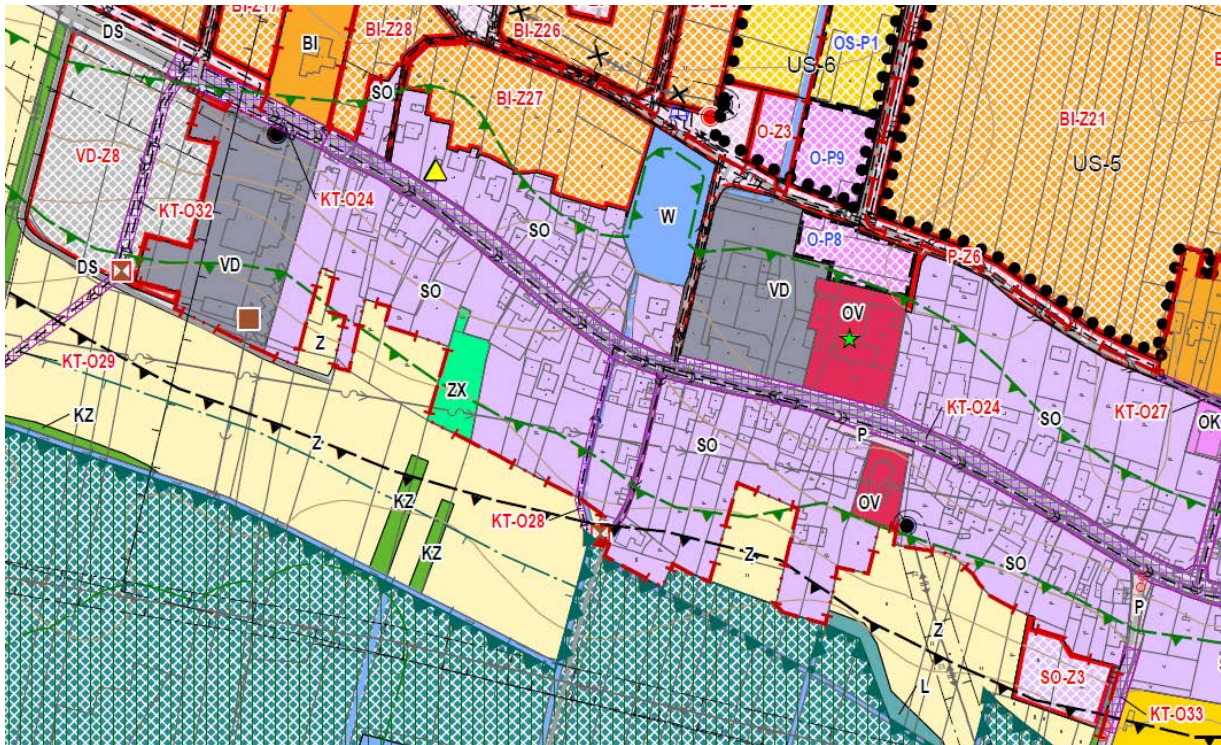 BI-Z17
DS
BI
BI-Z28
BI-Z26
OS-P1
US-6
SO
BI-Z27
O-Z3
BI-Z21
US-5
VD-Z8
KT-O24
O-P9
KT-O32
W
SO
O-P8
P-Z6
DS
VD
SO
VD
OV
KT-O29
Z
ZX
KT-O24
KT-O27
SO
OK
KZ
Z
P
SO
KZ
KT-O28
OV
KZ
Z
SO
Z
P
SO-Z3
L
KT-O33